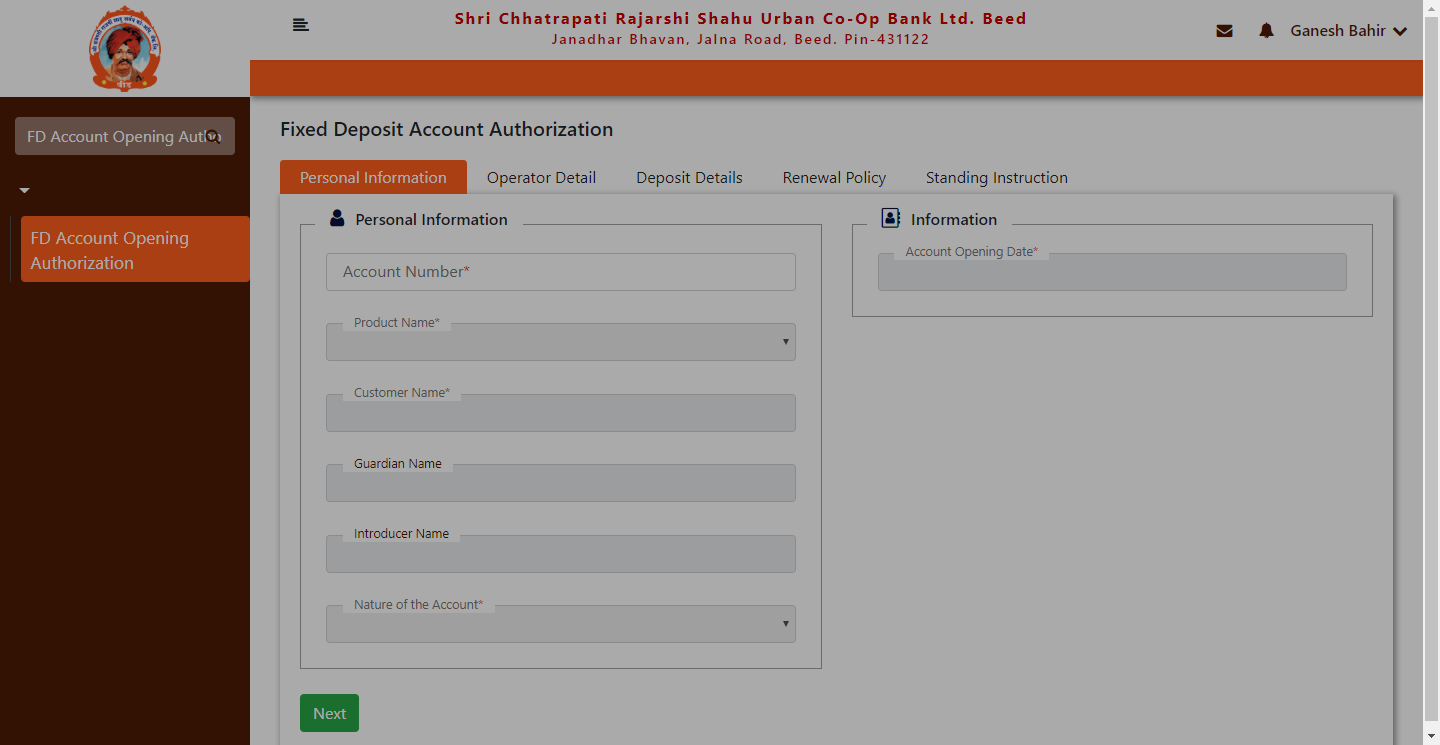 Shri Chhatrapati Rajarshi Shahu Urban Co-Op Bank Ltd. Beed
Janadhar Bhavan, Jalna Road, Beed. Pin-431122
Ganesh Bahir
बीड
FD Account Opening Autho
FD Account Opening
Authorization
Fixed Deposit Account Authorization
Personal Information
Operator Detail
Deposit Details
Renewal Policy
Standing Instruction
Personal Information
Account Number*
Product Name*
Customer Name*
Guardian Name
Introducer Name
Nature of the Account*
Information
Account Opening Date*
Next